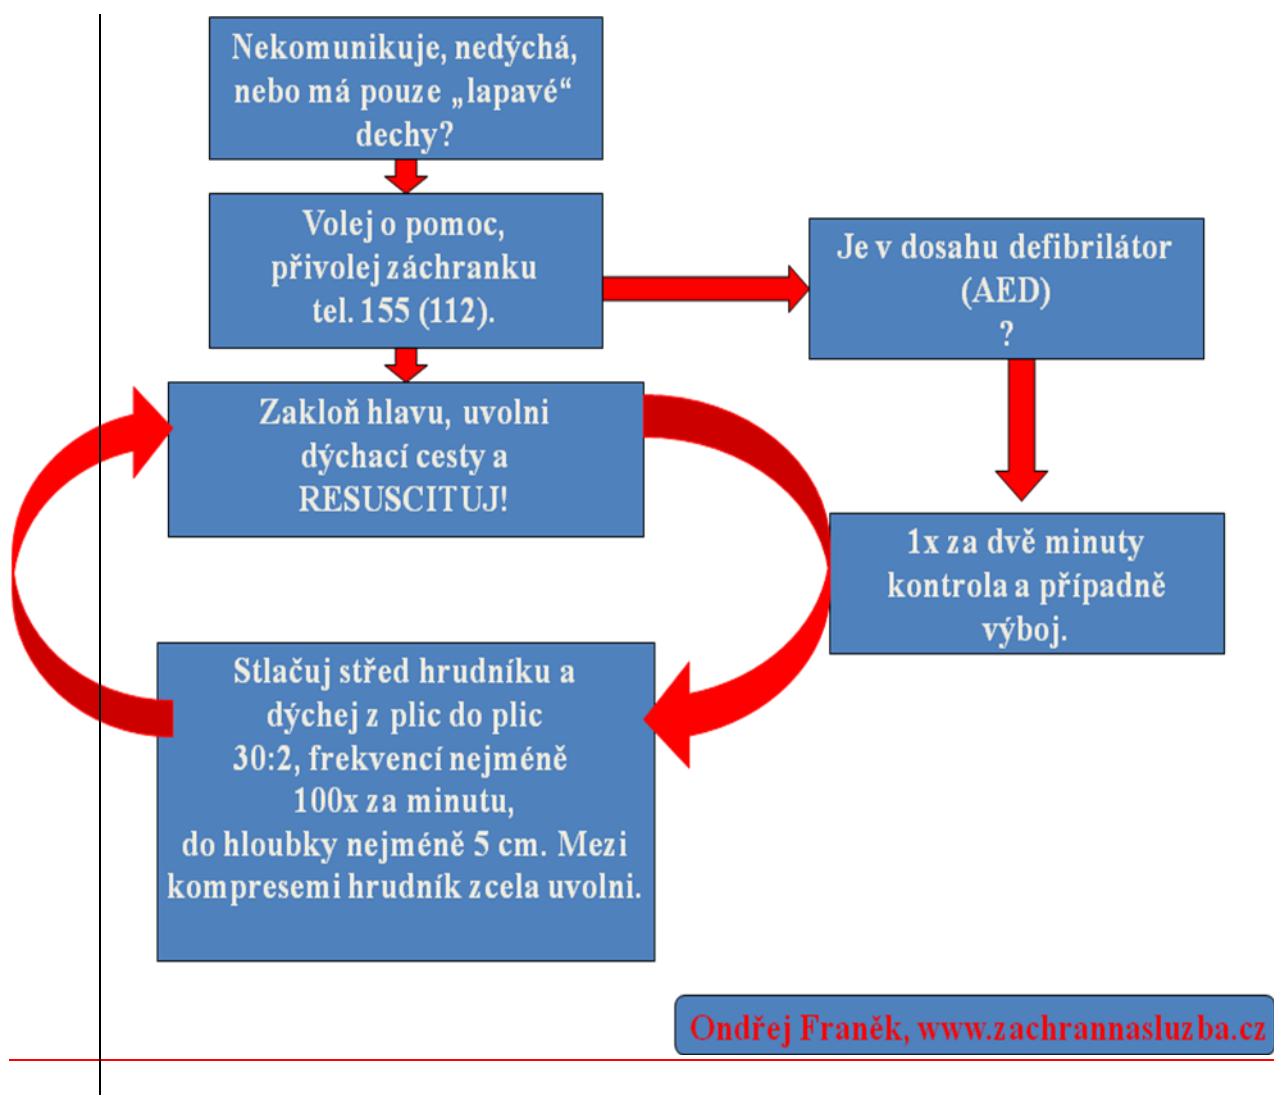 Nekomunikuje, nedýchá,
nebo má pouze „lapavé“
dechy?
Volej o pomoc,
přivolej záchranku
tel. 155 (112).
Je v dosahu defibrilátor
(AED)
?
Zakloň hlavu, uvolni
dýchací cesty a
RESUSCITUJ!
1x za dvě minuty
kontrola a případně
výboj.
Stlačuj střed hrudníku a
dýchej z plic do plic
30:2, frekvencí nejméně
100x za minutu,
do hloubky nejméně 5 cm. Mezi
kompresemi hrudník zcela uvolni.
Ondřej Franěk, www.zachrannasluzba.cz